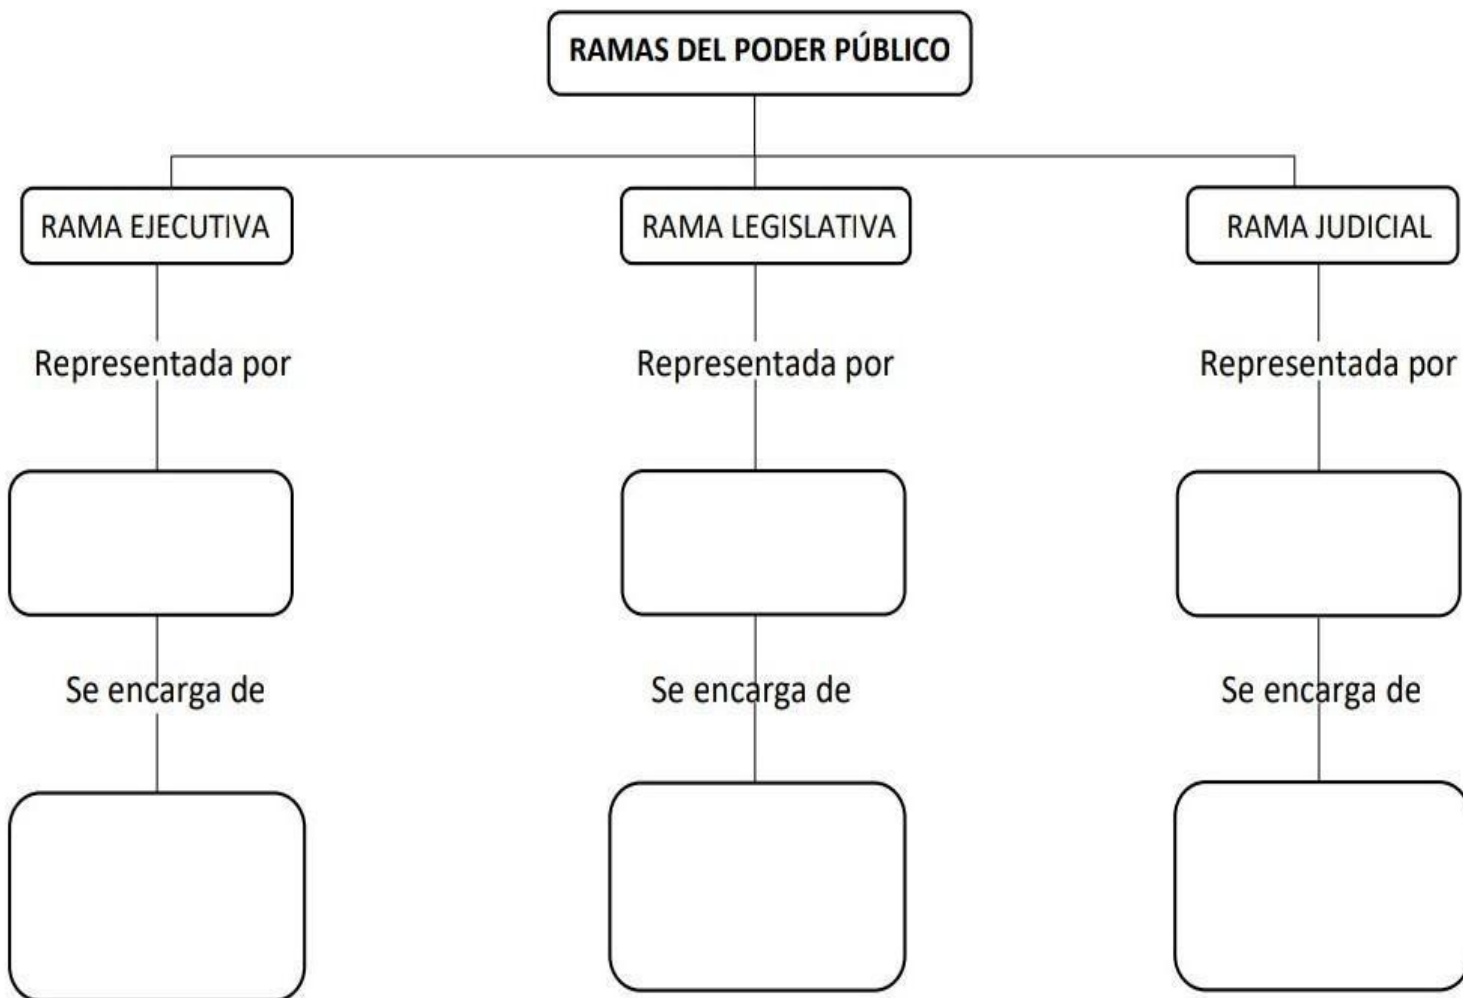 RAMAS DEL PODER PÚBLICO
RAMA EJECUTIVA
RAMA LEGISLATIVA
RAMA JUDICIAL
Representada por
Representada por
Representada por
Se encarga de
Se encarga de
Se encarga de